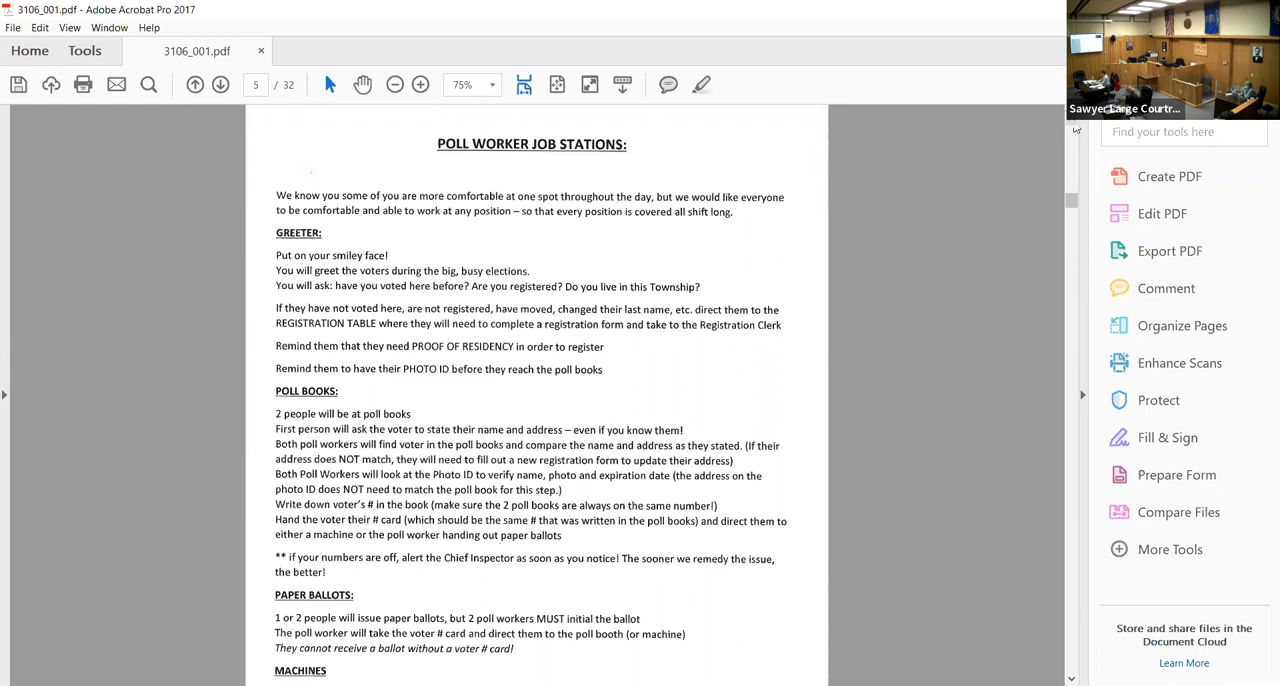 3106_001.pdf - Adobe Acrobat Pro 2017
File Edit View Window Help
Home Tools 3106_001.pdf ×
5 / 32 75%
Sawyer Large Courtr...
Find your tools here
Create PDF
Edit PDF
Export PDF
Comment
Organize Pages
Enhance Scans
Protect
Fill & Sign
Prepare Form
Compare Files
More Tools
Store and share files in the
Document Cloud
Learn More
POLL WORKER JOB STATIONS:
We know you some of you are more comfortable at one spot throughout the day, but we would like everyone
to be comfortable and able to work at any position – so that every position is covered all shift long.
GREETER:
Put on your smiley face!
You will greet the voters during the big, busy elections.
You will ask: have you voted here before? Are you registered? Do you live in this Township?
If they have not voted here, are not registered, have moved, changed their last name, etc. direct them to the
REGISTRATION TABLE where they will need to complete a registration form and take to the Registration Clerk
Remind them that they need PROOF OF RESIDENCY in order to register
Remind them to have their PHOTO ID before they reach the poll books
POLL BOOKS:
2 people will be at poll books
First person will ask the voter to state their name and address – even if you know them!
Both poll workers will find voter in the poll books and compare the name and address as they stated. (If their
address does NOT match, they will need to fill out a new registration form to update their address)
Both Poll Workers will look at the Photo ID to verify name, photo and expiration date (the address on the
photo ID does NOT need to match the poll book for this step.)
Write down voter's # in the book (make sure the 2 poll books are always on the same number!)
Hand the voter their # card (which should be the same # that was written in the poll books) and direct them to
either a machine or the poll worker handing out paper ballots
** if your numbers are off, alert the Chief Inspector as soon as you notice! The sooner we remedy the issue,
the better!
PAPER BALLOTS:
1 or 2 people will issue paper ballots, but 2 poll workers MUST initial the ballot
The poll worker will take the voter # card and direct them to the poll booth (or machine)
They cannot receive a ballot without a voter # card!
MACHINES